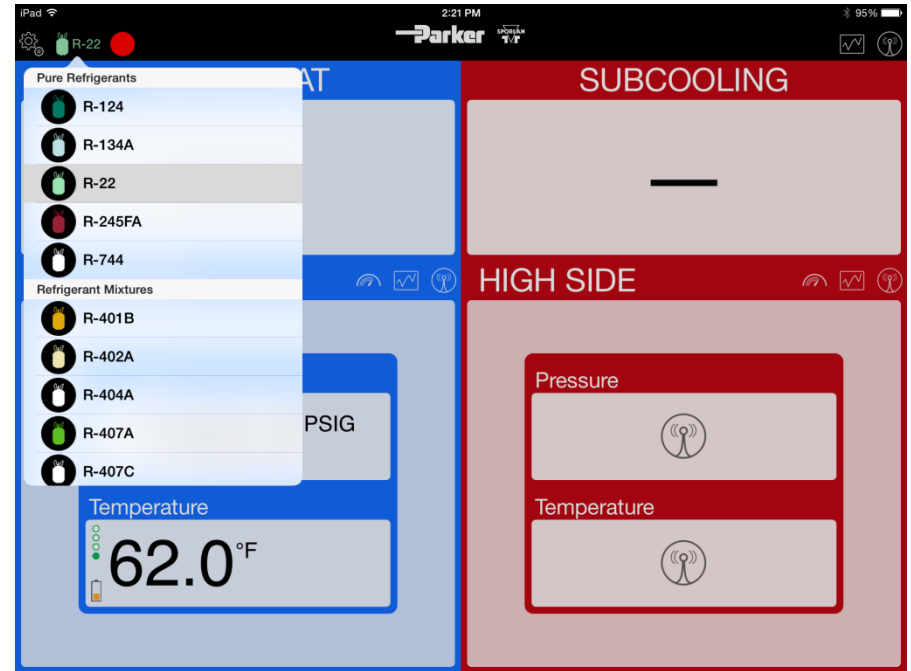 iPad 2:21 PM 95%
R-22 Parker SPORLAN
Pure Refrigerants
R-124
R-134A
R-22
R-245FA
R-744
Refrigerant Mixtures
R-401B
R-402A
R-404A
R-407A
R-407C
AT
SUBCOOLING
—
HIGH SIDE
PSIG
Temperature
62.0°F
Pressure
Temperature